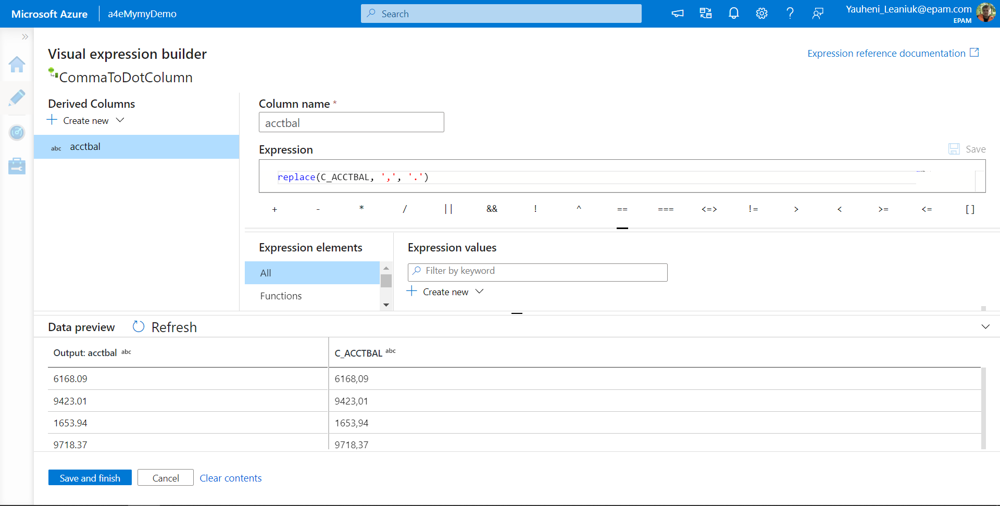 Microsoft Azure
a4eMymyDemo
Search
Yauheni_Leaniuk@epam.com
EPAM
Visual expression builder
Expression reference documentation
CommaToDotColumn
Derived Columns
Create new
abc acctbal
Column name *
acctbal
Expression
Save
replace(C_ACCTBAL, ',', '.')
+ - * / || && ! ^ == === <=> != > < >= <= []
Expression elements
All
Functions
Expression values
Filter by keyword
Create new
Data preview
Refresh
Output: acctbal abc
C_ACCTBAL abc
6168.09
6168,09
9423.01
9423,01
1653.94
1653,94
9718.37
9718,37
Save and finish
Cancel
Clear contents